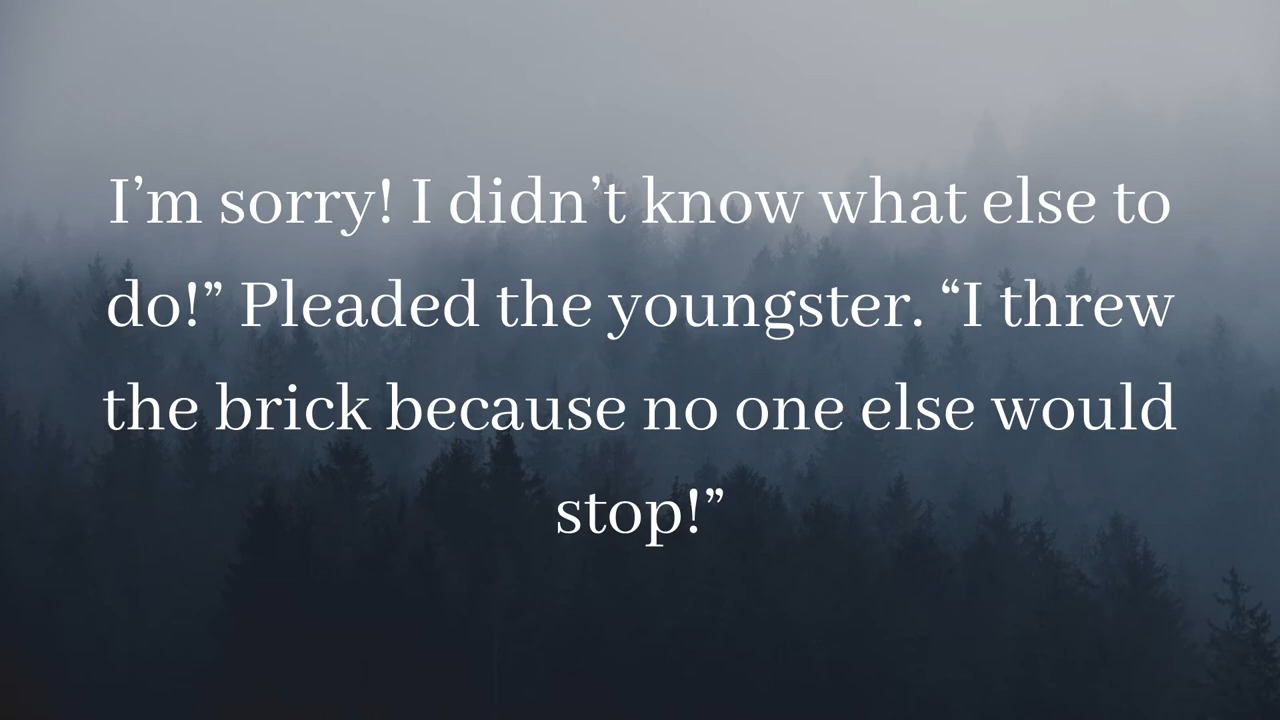 I’m sorry! I didn’t know what else to
do!” Pleaded the youngster. “I threw
the brick because no one else would
stop!”